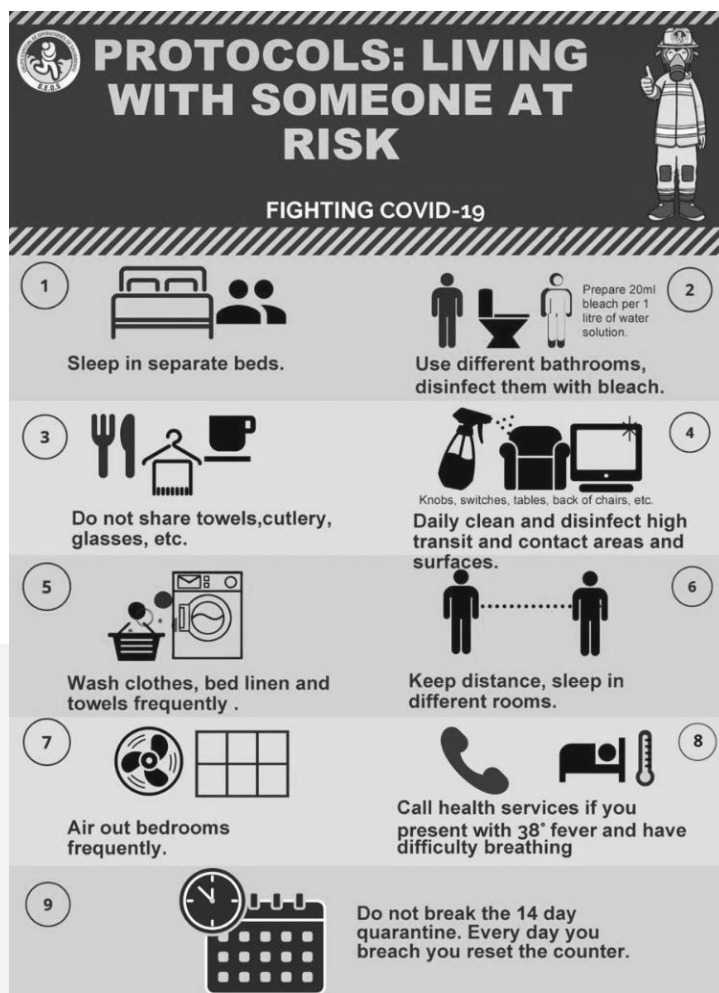 PROTOCOLS: LIVING
WITH SOMEONE AT
RISK
FIGHTING COVID-19
1
Sleep in separate beds.
Prepare 20ml
bleach per 1
litre of water
solution.
2
Use different bathrooms,
disinfect them with bleach.
3
Do not share towels,cutlery,
glasses, etc.
4
Knobs, switches, tables, back of chairs, etc.
Daily clean and disinfect high
transit and contact areas and
surfaces.
5
Wash clothes, bed linen and
towels frequently .
6
Keep distance, sleep in
different rooms.
7
Air out bedrooms
frequently.
8
Call health services if you
present with 38° fever and have
difficulty breathing
9
Do not break the 14 day
quarantine. Every day you
breach you reset the counter.